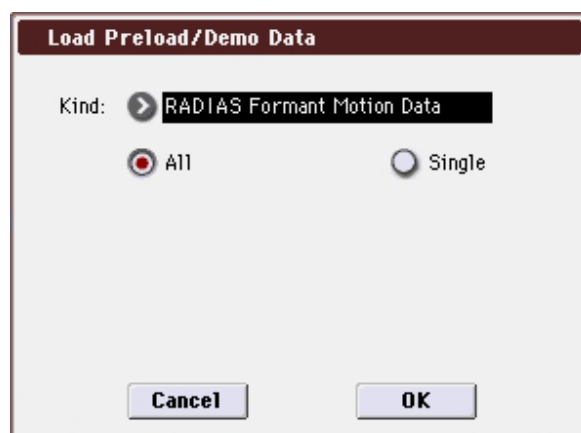 Load Preload/Demo Data
Kind: RADIAS Formant Motion Data
All Single
Cancel OK